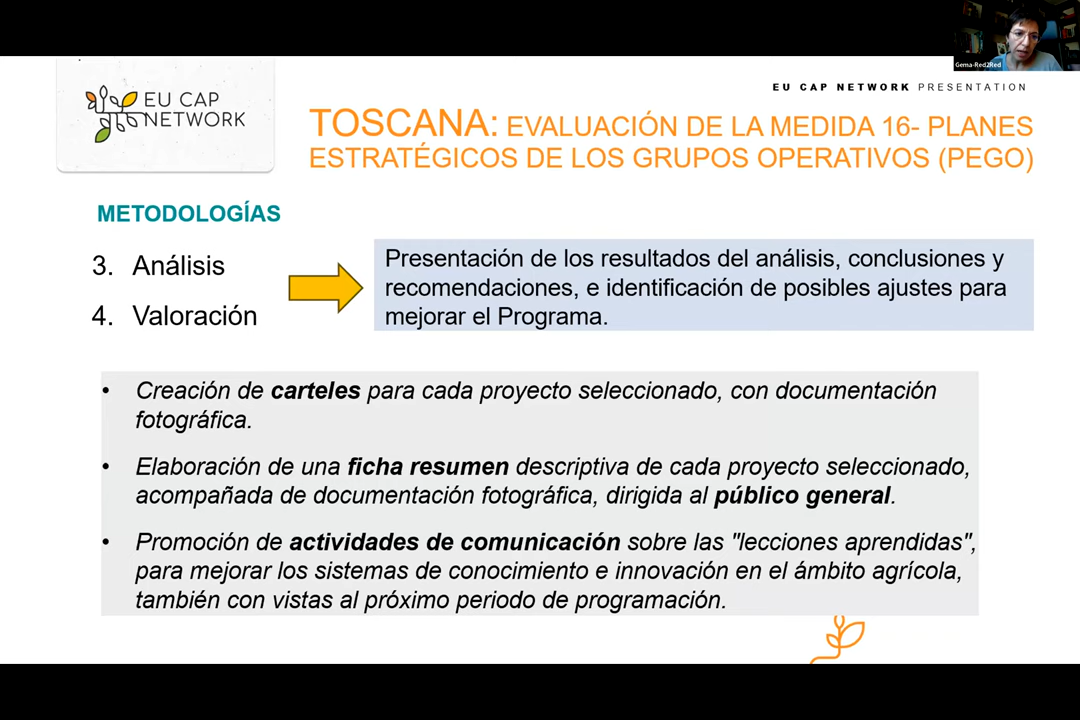 Gema-Red2Red
EU CAP NETWORK PRESENTATION
EU CAP
NETWORK
TOSCANA: EVALUACIÓN DE LA MEDIDA 16- PLANES
ESTRATÉGICOS DE LOS GRUPOS OPERATIVOS (PEGO)
METODOLOGÍAS
3. Análisis
4. Valoración
Presentación de los resultados del análisis, conclusiones y
recomendaciones, e identificación de posibles ajustes para
mejorar el Programa.
• Creación de carteles para cada proyecto seleccionado, con documentación
fotográfica.
• Elaboración de una ficha resumen descriptiva de cada proyecto seleccionado,
acompañada de documentación fotográfica, dirigida al público general.
• Promoción de actividades de comunicación sobre las "lecciones aprendidas",
para mejorar los sistemas de conocimiento e innovación en el ámbito agrícola,
también con vistas al próximo periodo de programación.